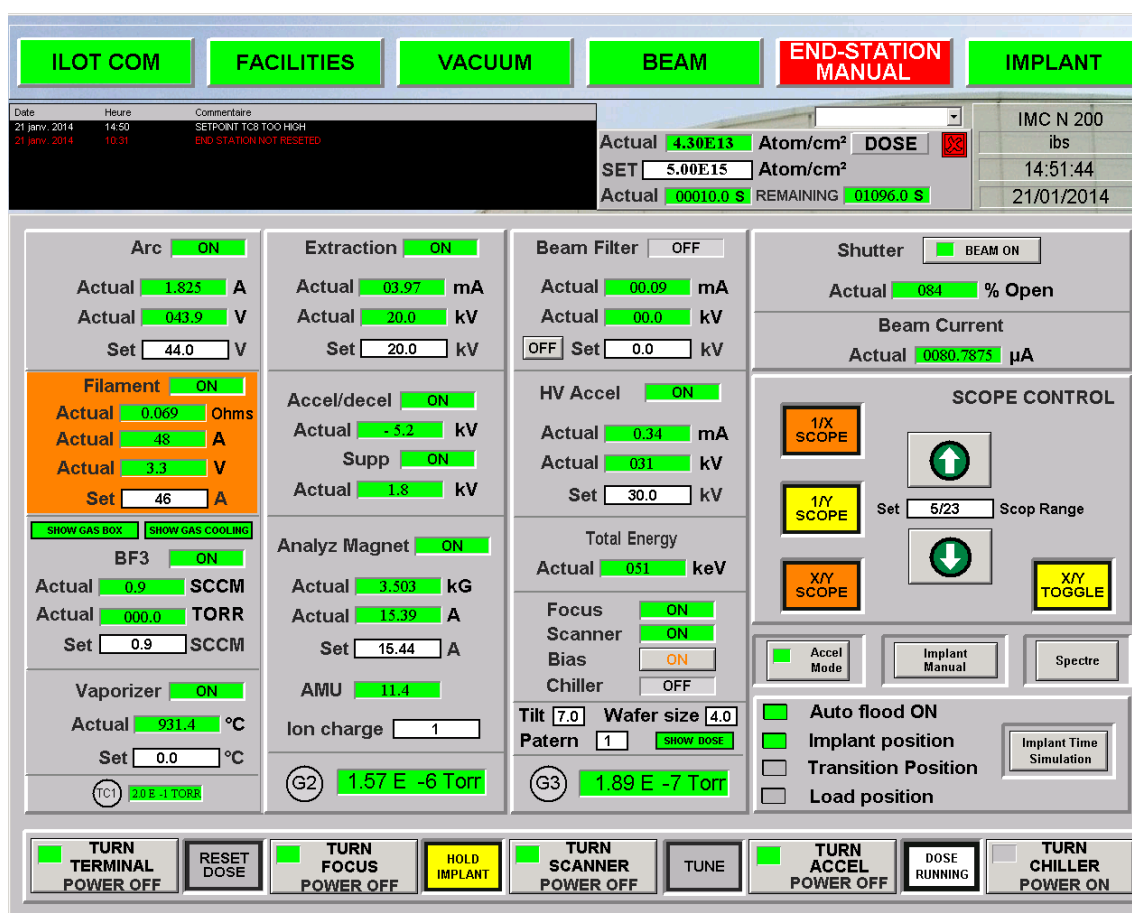 ILOT COM FACILITIES VACUUM BEAM END-STATION MANUAL IMPLANT
Date Heure Commentaire
21 janv. 2014 14:50 SETPOINT TC8 TOO HIGH
21 janv. 2014 10:31 END STATION NOT RESETED
Actual 4.30E13 Atom/cm² DOSE
SET 5.00E15 Atom/cm²
Actual 00010.0 S REMAINING 01096.0 S
IMC N 200
ibs
14:51:44
21/01/2014
Arc ON
Actual 1.825 A
Actual 043.9 V
Set 44.0 V
Filament ON
Actual 0.069 Ohms
Actual 48 A
Actual 3.3 V
Set 46 A
SHOW GAS BOX SHOW GAS COOLING
BF3 ON
Actual 0.9 SCCM
Actual 000.0 TORR
Set 0.9 SCCM
Vaporizer ON
Actual 931.4 °C
Set 0.0 °C
TC1 2.0 E -1 TORR
Extraction ON
Actual 03.97 mA
Actual 20.0 kV
Set 20.0 kV
Accel/decel ON
Actual - 5.2 kV
Supp ON
Actual 1.8 kV
Analyz Magnet ON
Actual 3.503 kG
Actual 15.39 A
Set 15.44 A
AMU 11.4
Ion charge 1
G2 1.57 E -6 Torr
Beam Filter OFF
Actual 00.09 mA
Actual 00.0 kV
OFF Set 0.0 kV
HV Accel ON
Actual 0.34 mA
Actual 031 kV
Set 30.0 kV
Total Energy
Actual 051 keV
Focus ON
Scanner ON
Bias ON
Chiller OFF
Tilt 7.0 Wafer size 4.0
Patern 1 SHOW DOSE
G3 1.89 E -7 Torr
Shutter BEAM ON
Actual 084 % Open
Beam Current
Actual 0080.7875 µA
SCOPE CONTROL
1/X SCOPE
1/Y SCOPE
Set 5/23 Scop Range
X/Y SCOPE
X/Y TOGGLE
Accel Mode
Implant Manual
Spectre
Auto flood ON
Implant position
Transition Position
Load position
Implant Time Simulation
TURN TERMINAL POWER OFF
RESET DOSE
TURN FOCUS POWER OFF
HOLD IMPLANT
TURN SCANNER POWER OFF
TUNE
TURN ACCEL POWER OFF
DOSE RUNNING
TURN CHILLER POWER ON